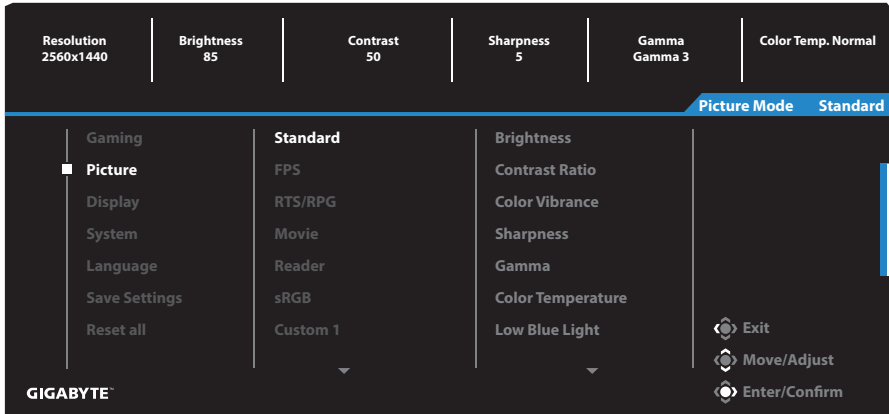 Resolution
2560x1440
Brightness
85
Contrast
50
Sharpness
5
Gamma
Gamma 3
Color Temp. Normal
Picture Mode Standard
Gaming
Picture
Display
System
Language
Save Settings
Reset all
Standard
FPS
RTS/RPG
Movie
Reader
sRGB
Custom 1
Brightness
Contrast Ratio
Color Vibrance
Sharpness
Gamma
Color Temperature
Low Blue Light
Exit
Move/Adjust
Enter/Confirm
GIGABYTE™